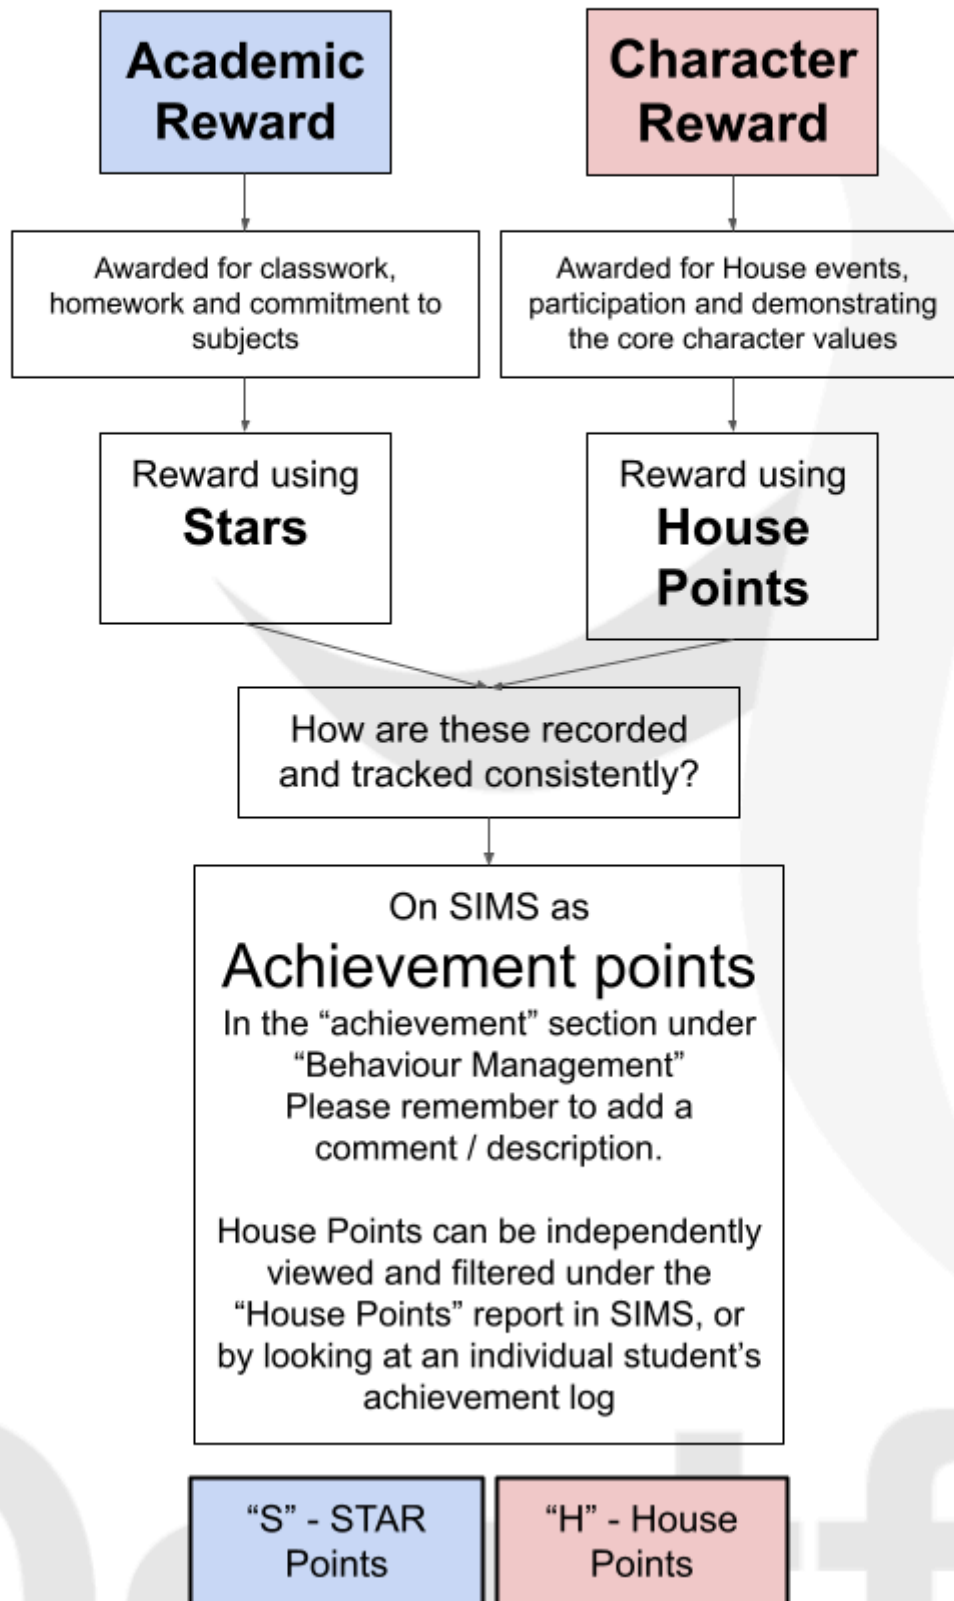 Academic
Reward
Character
Reward
Awarded for classwork,
homework and commitment to
subjects
Awarded for House events,
participation and demonstrating
the core character values
Reward using
Stars
Reward using
House
Points
How are these recorded
and tracked consistently?
On SIMS as
Achievement points
In the “achievement” section under
“Behaviour Management”
Please remember to add a
comment / description.
House Points can be independently
viewed and filtered under the
“House Points” report in SIMS, or
by looking at an individual student’s
achievement log
“S” - STAR
Points
“H” - House
Points